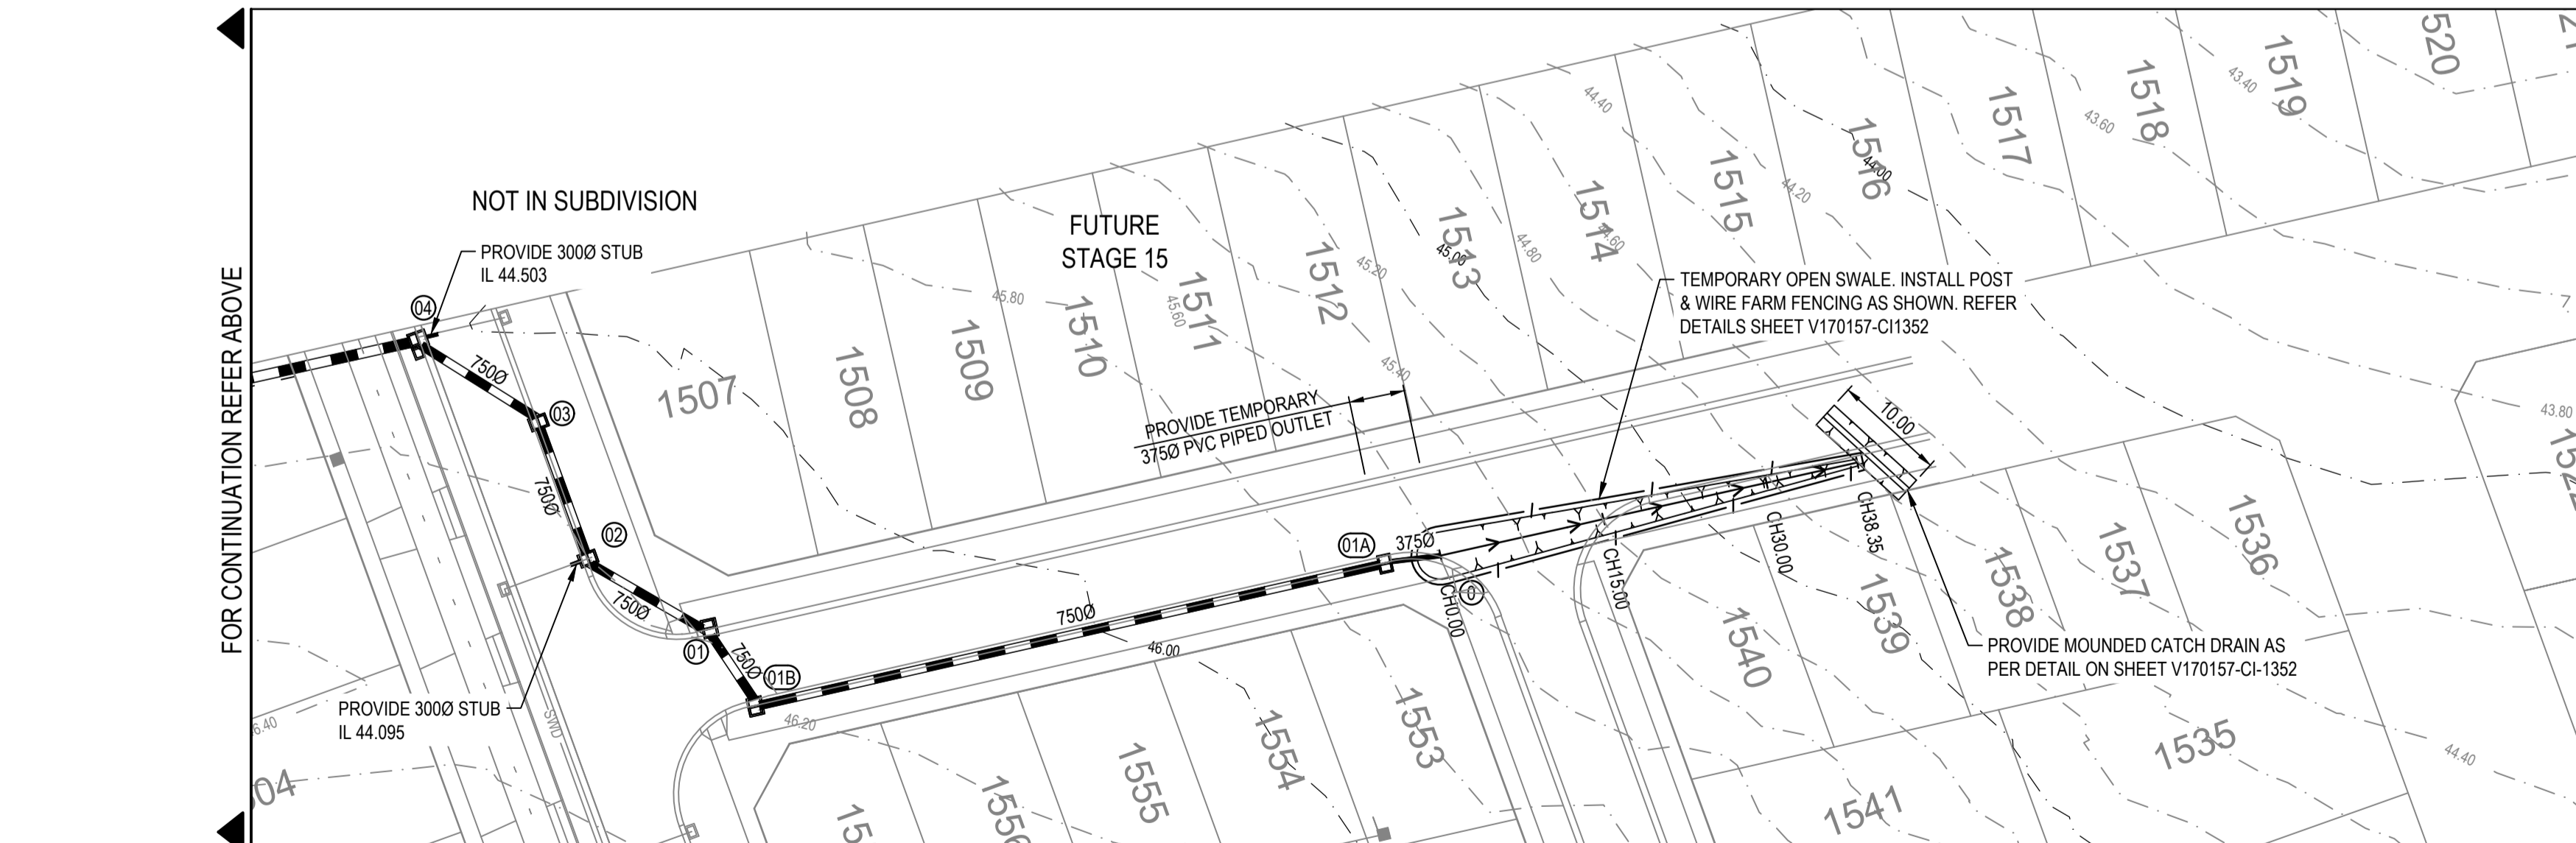 FOR CONTINUATION REFER ABOVE
NOT IN SUBDIVISION
PROVIDE 300Ø STUB
IL 44.503
04
750Ø
03
750Ø
02
750Ø
01
750Ø
01B
PROVIDE 300Ø STUB
IL 44.095
SWD
46.20
750Ø
46.00
FUTURE
STAGE 15
1507
1508
1509
1510
1511
1512
1513
1514
1515
1516
1517
1518
1519
45.80
45.60
45.20
45.40
45.00
44.80
44.60
44.40
44.20
44.00
43.60
43.40
43.80
44.40
PROVIDE TEMPORARY
375Ø PVC PIPED OUTLET
TEMPORARY OPEN SWALE. INSTALL POST
& WIRE FARM FENCING AS SHOWN. REFER
DETAILS SHEET V170157-CI1352
10.00
01A
375Ø
0
CH0.00
CH15.00
CH30.00
CH38.35
PROVIDE MOUNDED CATCH DRAIN AS
PER DETAIL ON SHEET V170157-CI-1352
1535
1536
1537
1538
1539
1540
1541
1553
1554
1555
1556